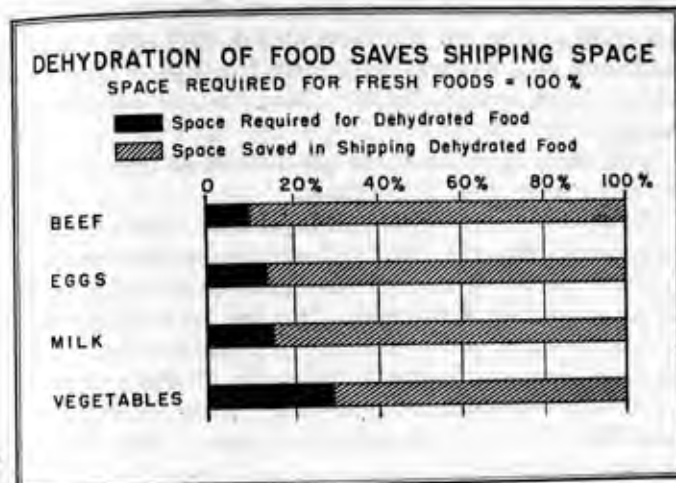 DEHYDRATION OF FOOD SAVES SHIPPING SPACE
SPACE REQUIRED FOR FRESH FOODS = 100%
Space Required for Dehydrated Food
Space Saved in Shipping Dehydrated Food
0 20% 40% 60% 80% 100%
BEEF
EGGS
MILK
VEGETABLES